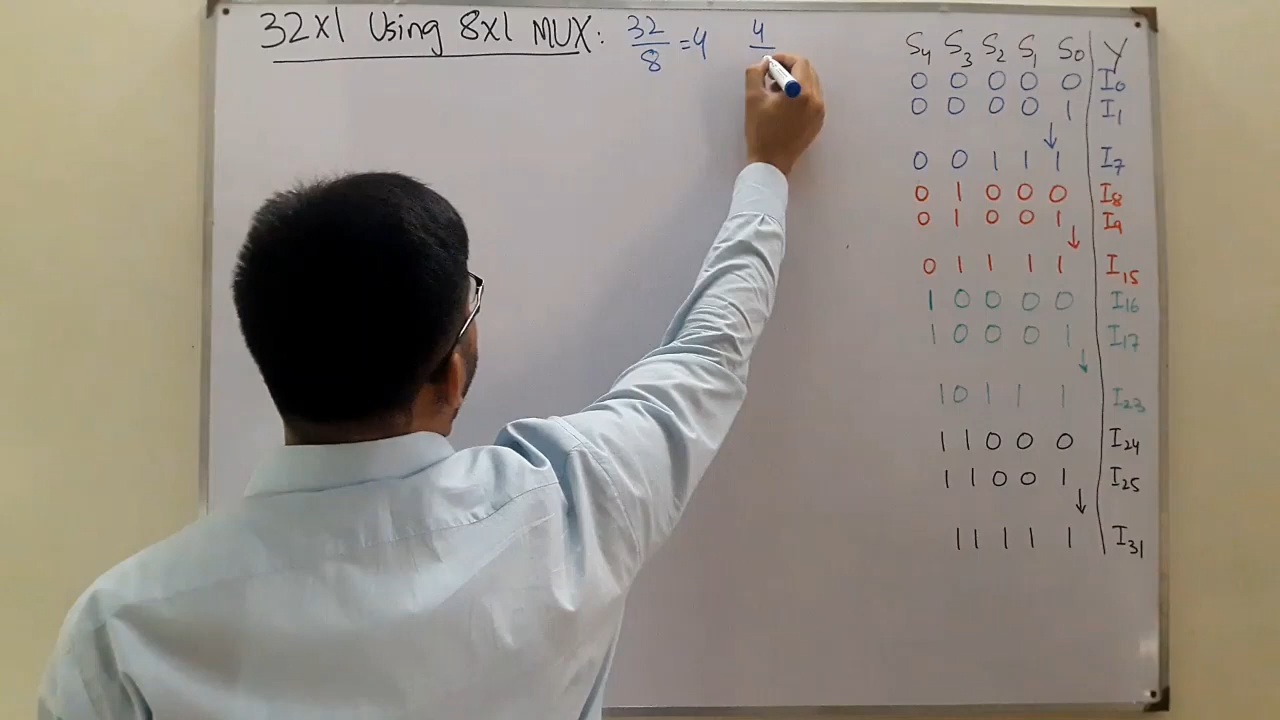 32x1 Using 8x1 MUX: 32/8 = 4 4
S4 S3 S2 S1 S0 Y
0 0 0 0 0 I0
0 0 0 0 1 I1
↓
0 0 1 1 1 I7
0 1 0 0 0 I8
0 1 0 0 1 I9
↓
0 1 1 1 1 I15
1 0 0 0 0 I16
1 0 0 0 1 I17
↓
1 0 1 1 1 I23
1 1 0 0 0 I24
1 1 0 0 1 I25
↓
1 1 1 1 1 I31